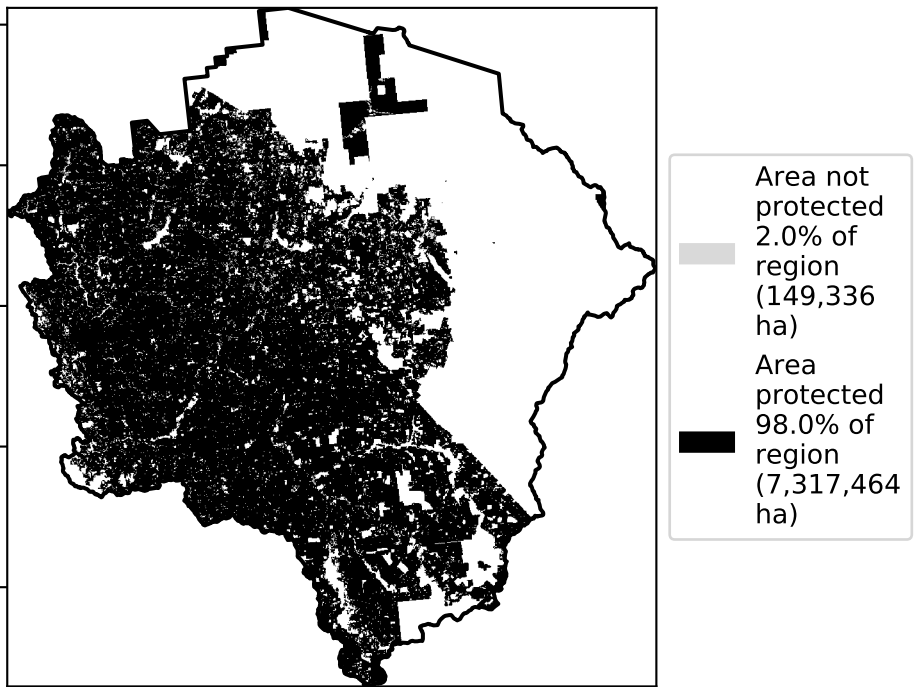 Area not
protected
2.0% of
region
(149,336
ha)
Area
protected
98.0% of
region
(7,317,464
ha)